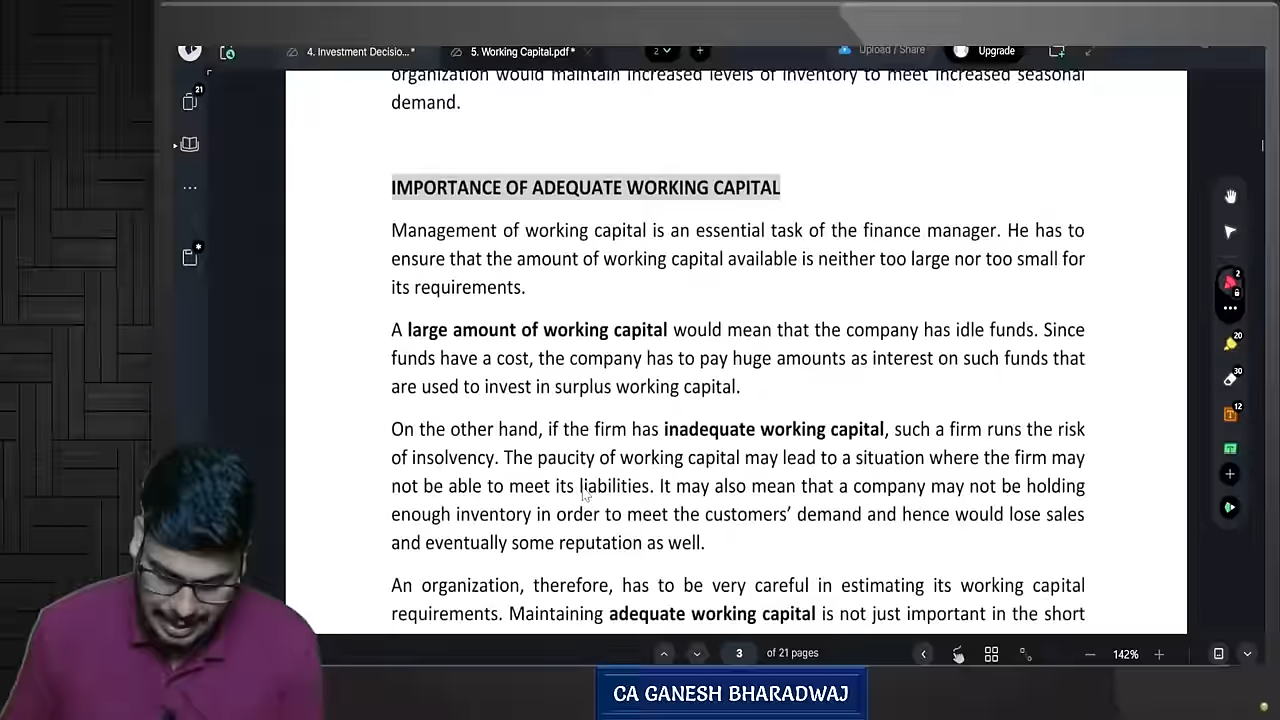 4. Investment Decisio...*
5. Working Capital.pdf*
2
+
Upload / Share
Upgrade
21
organization would maintain increased levels of inventory to meet increased seasonal
demand.
IMPORTANCE OF ADEQUATE WORKING CAPITAL
Management of working capital is an essential task of the finance manager. He has to
ensure that the amount of working capital available is neither too large nor too small for
its requirements.
A large amount of working capital would mean that the company has idle funds. Since
funds have a cost, the company has to pay huge amounts as interest on such funds that
are used to invest in surplus working capital.
On the other hand, if the firm has inadequate working capital, such a firm runs the risk
of insolvency. The paucity of working capital may lead to a situation where the firm may
not be able to meet its liabilities. It may also mean that a company may not be holding
enough inventory in order to meet the customers’ demand and hence would lose sales
and eventually some reputation as well.
An organization, therefore, has to be very careful in estimating its working capital
requirements. Maintaining adequate working capital is not just important in the short
2
20
30
12
3 of 21 pages
142%
CA GANESH BHARADWAJ